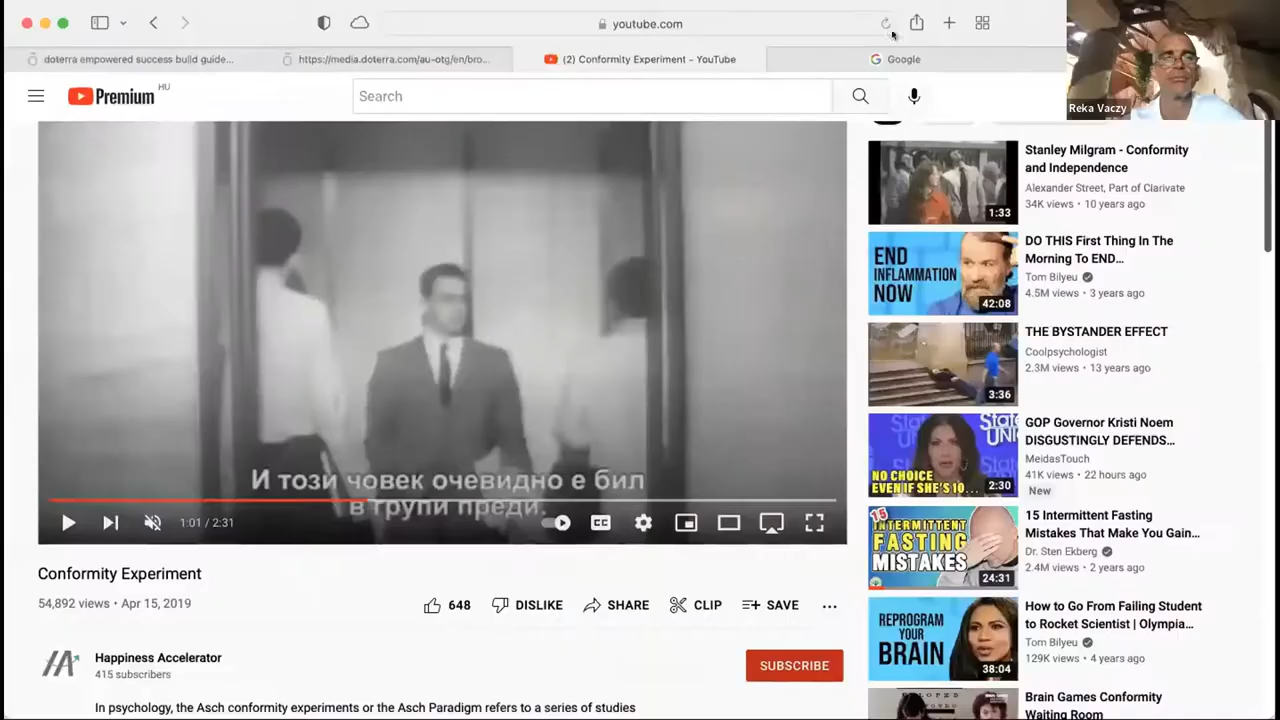 youtube.com
doterra empowered success build guide...
https://media.doterra.com/au-otg/en/bro...
(2) Conformity Experiment - YouTube
Google
Reka Vaczy
Premium HU
Search
И този човек очевидно е бил
в групи преди.
1:01 / 2:31
CC
Conformity Experiment
54,892 views • Apr 15, 2019
648
DISLIKE
SHARE
CLIP
SAVE
Happiness Accelerator
415 subscribers
SUBSCRIBE
In psychology, the Asch conformity experiments or the Asch Paradigm refers to a series of studies
1:33
Stanley Milgram - Conformity
and Independence
Alexander Street, Part of Clarivate
34K views • 10 years ago
END
INFLAMMATION
NOW
42:08
DO THIS First Thing In The
Morning To END...
Tom Bilyeu
4.5M views • 3 years ago
3:36
THE BYSTANDER EFFECT
Coolpsychologist
2.3M views • 13 years ago
NO CHOICE
EVEN IF SHE'S 10...
2:30
GOP Governor Kristi Noem
DISGUSTINGLY DEFENDS...
MeidasTouch
41K views • 22 hours ago
New
15
INTERMITTENT
FASTING
MISTAKES
24:31
15 Intermittent Fasting
Mistakes That Make You Gain...
Dr. Sten Ekberg
2.4M views • 2 years ago
REPROGRAM
YOUR
BRAIN
38:04
How to Go From Failing Student
to Rocket Scientist | Olympia...
Tom Bilyeu
129K views • 4 years ago
Brain Games Conformity
Waiting Room